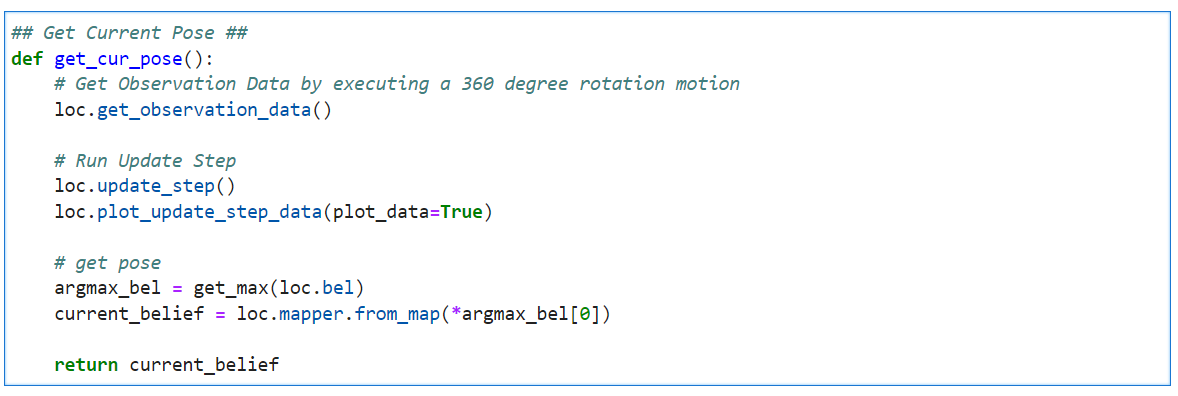 ## Get Current Pose ##
def get_cur_pose():
    # Get Observation Data by executing a 360 degree rotation motion
    loc.get_observation_data()
    # Run Update Step
    loc.update_step()
    loc.plot_update_step_data(plot_data=True)
    # get pose
    argmax_bel = get_max(loc.bel)
    current_belief = loc.mapper.from_map(*argmax_bel[0])
    return current_belief